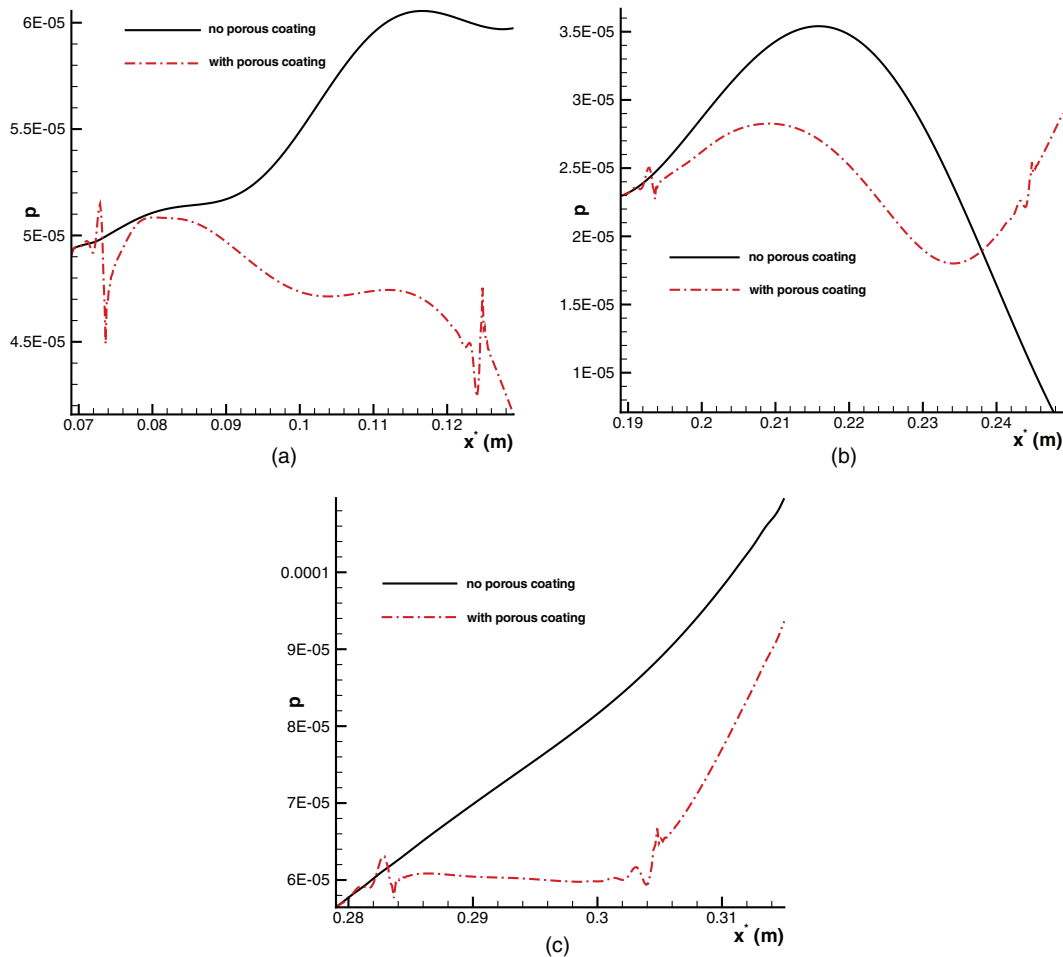 6E-05
5.5E-05
5E-05
4.5E-05
p
no porous coating
with porous coating
0.07 0.08 0.09 0.1 0.11 0.12
x* (m)
(a)
3.5E-05
3E-05
2.5E-05
2E-05
1.5E-05
1E-05
p
no porous coating
with porous coating
0.19 0.2 0.21 0.22 0.23 0.24
x* (m)
(b)
0.0001
9E-05
8E-05
7E-05
6E-05
p
no porous coating
with porous coating
0.28 0.29 0.3 0.31
x* (m)
(c)